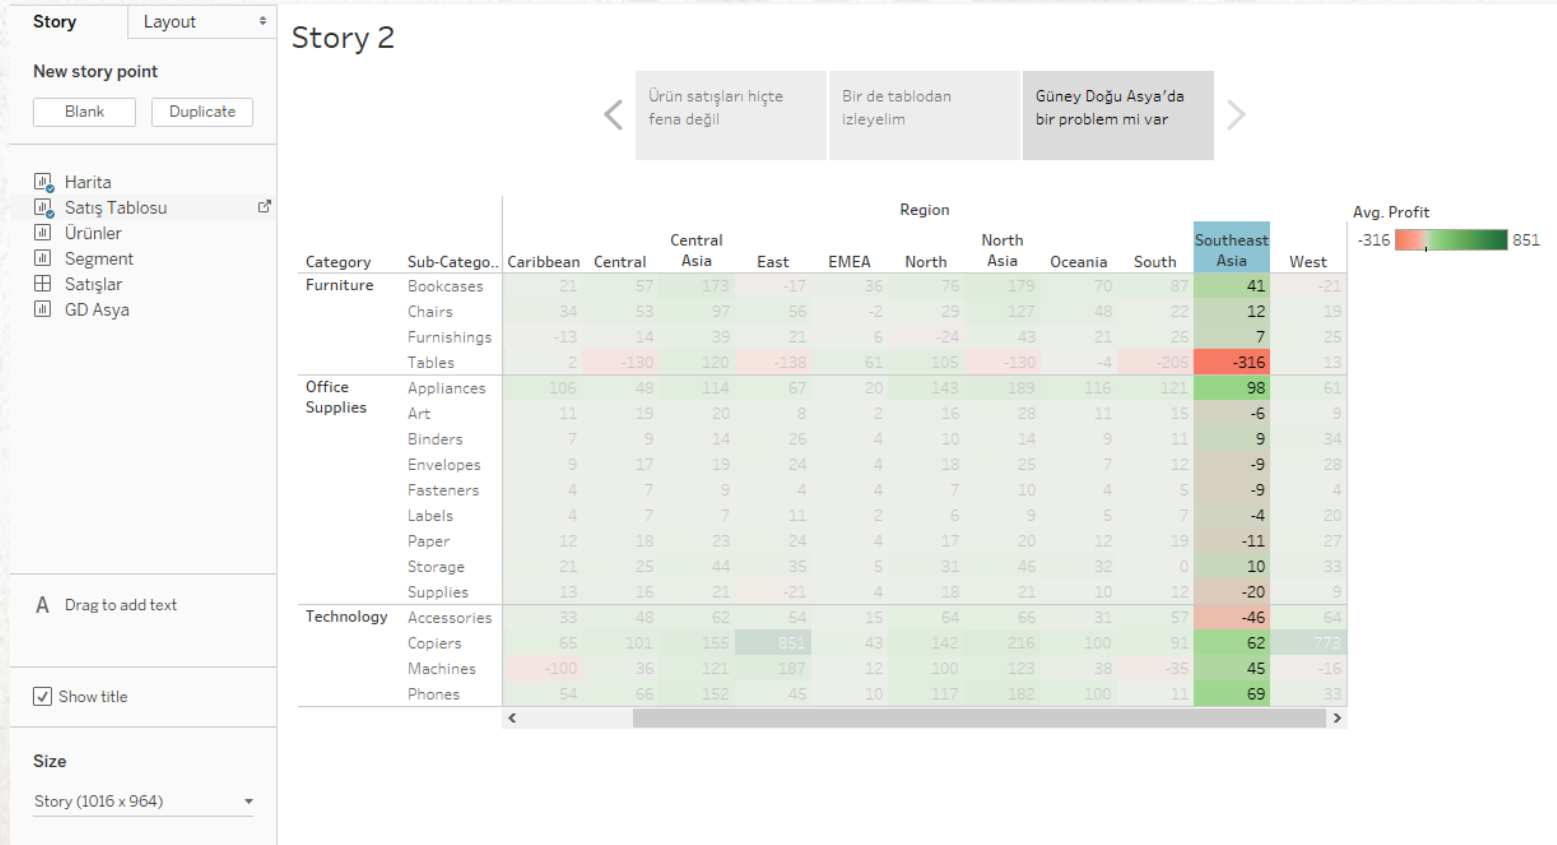 Story
Layout
New story point
Blank
Duplicate
Harita
Satış Tablosu
Ürünler
Segment
Satışlar
GD Asya
A Drag to add text
Show title
Size
Story (1016 x 964)
Story 2
Ürün satışları hiçte
fena değil
Bir de tablodan
izleyelim
Güney Doğu Asya'da
bir problem mi var
Region
Category Sub-Catego.. Caribbean Central Central Asia East EMEA North North Asia Oceania South Southeast Asia West
Furniture Bookcases 21 57 173 -17 36 76 179 70 87 41 -21
Chairs 34 53 97 56 -2 29 127 48 22 12 19
Furnishings -13 14 39 21 6 -24 43 21 26 7 25
Tables 2 -130 120 -138 61 105 -130 -4 -205 -316 13
Office Supplies Appliances 106 48 114 67 20 143 189 116 121 98 61
Art 11 19 20 8 2 16 28 11 15 -6 9
Binders 7 9 14 26 4 10 14 9 11 9 34
Envelopes 9 17 19 24 4 18 25 7 12 -9 28
Fasteners 4 7 9 4 4 7 10 4 5 -9 4
Labels 4 7 7 11 2 6 9 5 7 -4 20
Paper 12 18 23 24 4 17 20 12 19 -11 27
Storage 21 25 44 35 5 31 46 32 0 10 33
Supplies 13 16 21 -21 4 18 21 10 12 -20 9
Technology Accessories 33 48 62 54 15 64 66 31 57 -46 64
Copiers 65 101 155 851 43 142 216 100 91 62 773
Machines -100 36 121 187 12 100 123 38 -35 45 -16
Phones 54 66 152 45 10 117 182 100 11 69 33
Avg. Profit
-316 851